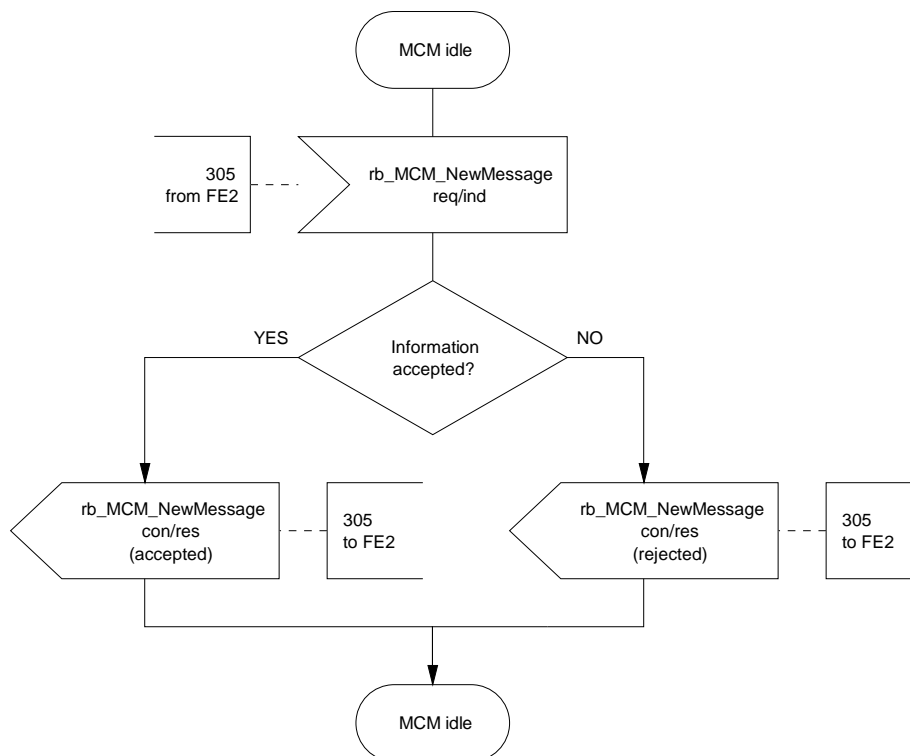 MCM idle
305
from FE2
rb_MCM_NewMessage
req/ind
YES
NO
Information
accepted?
rb_MCM_NewMessage
con/res
(accepted)
305
to FE2
rb_MCM_NewMessage
con/res
(rejected)
305
to FE2
MCM idle